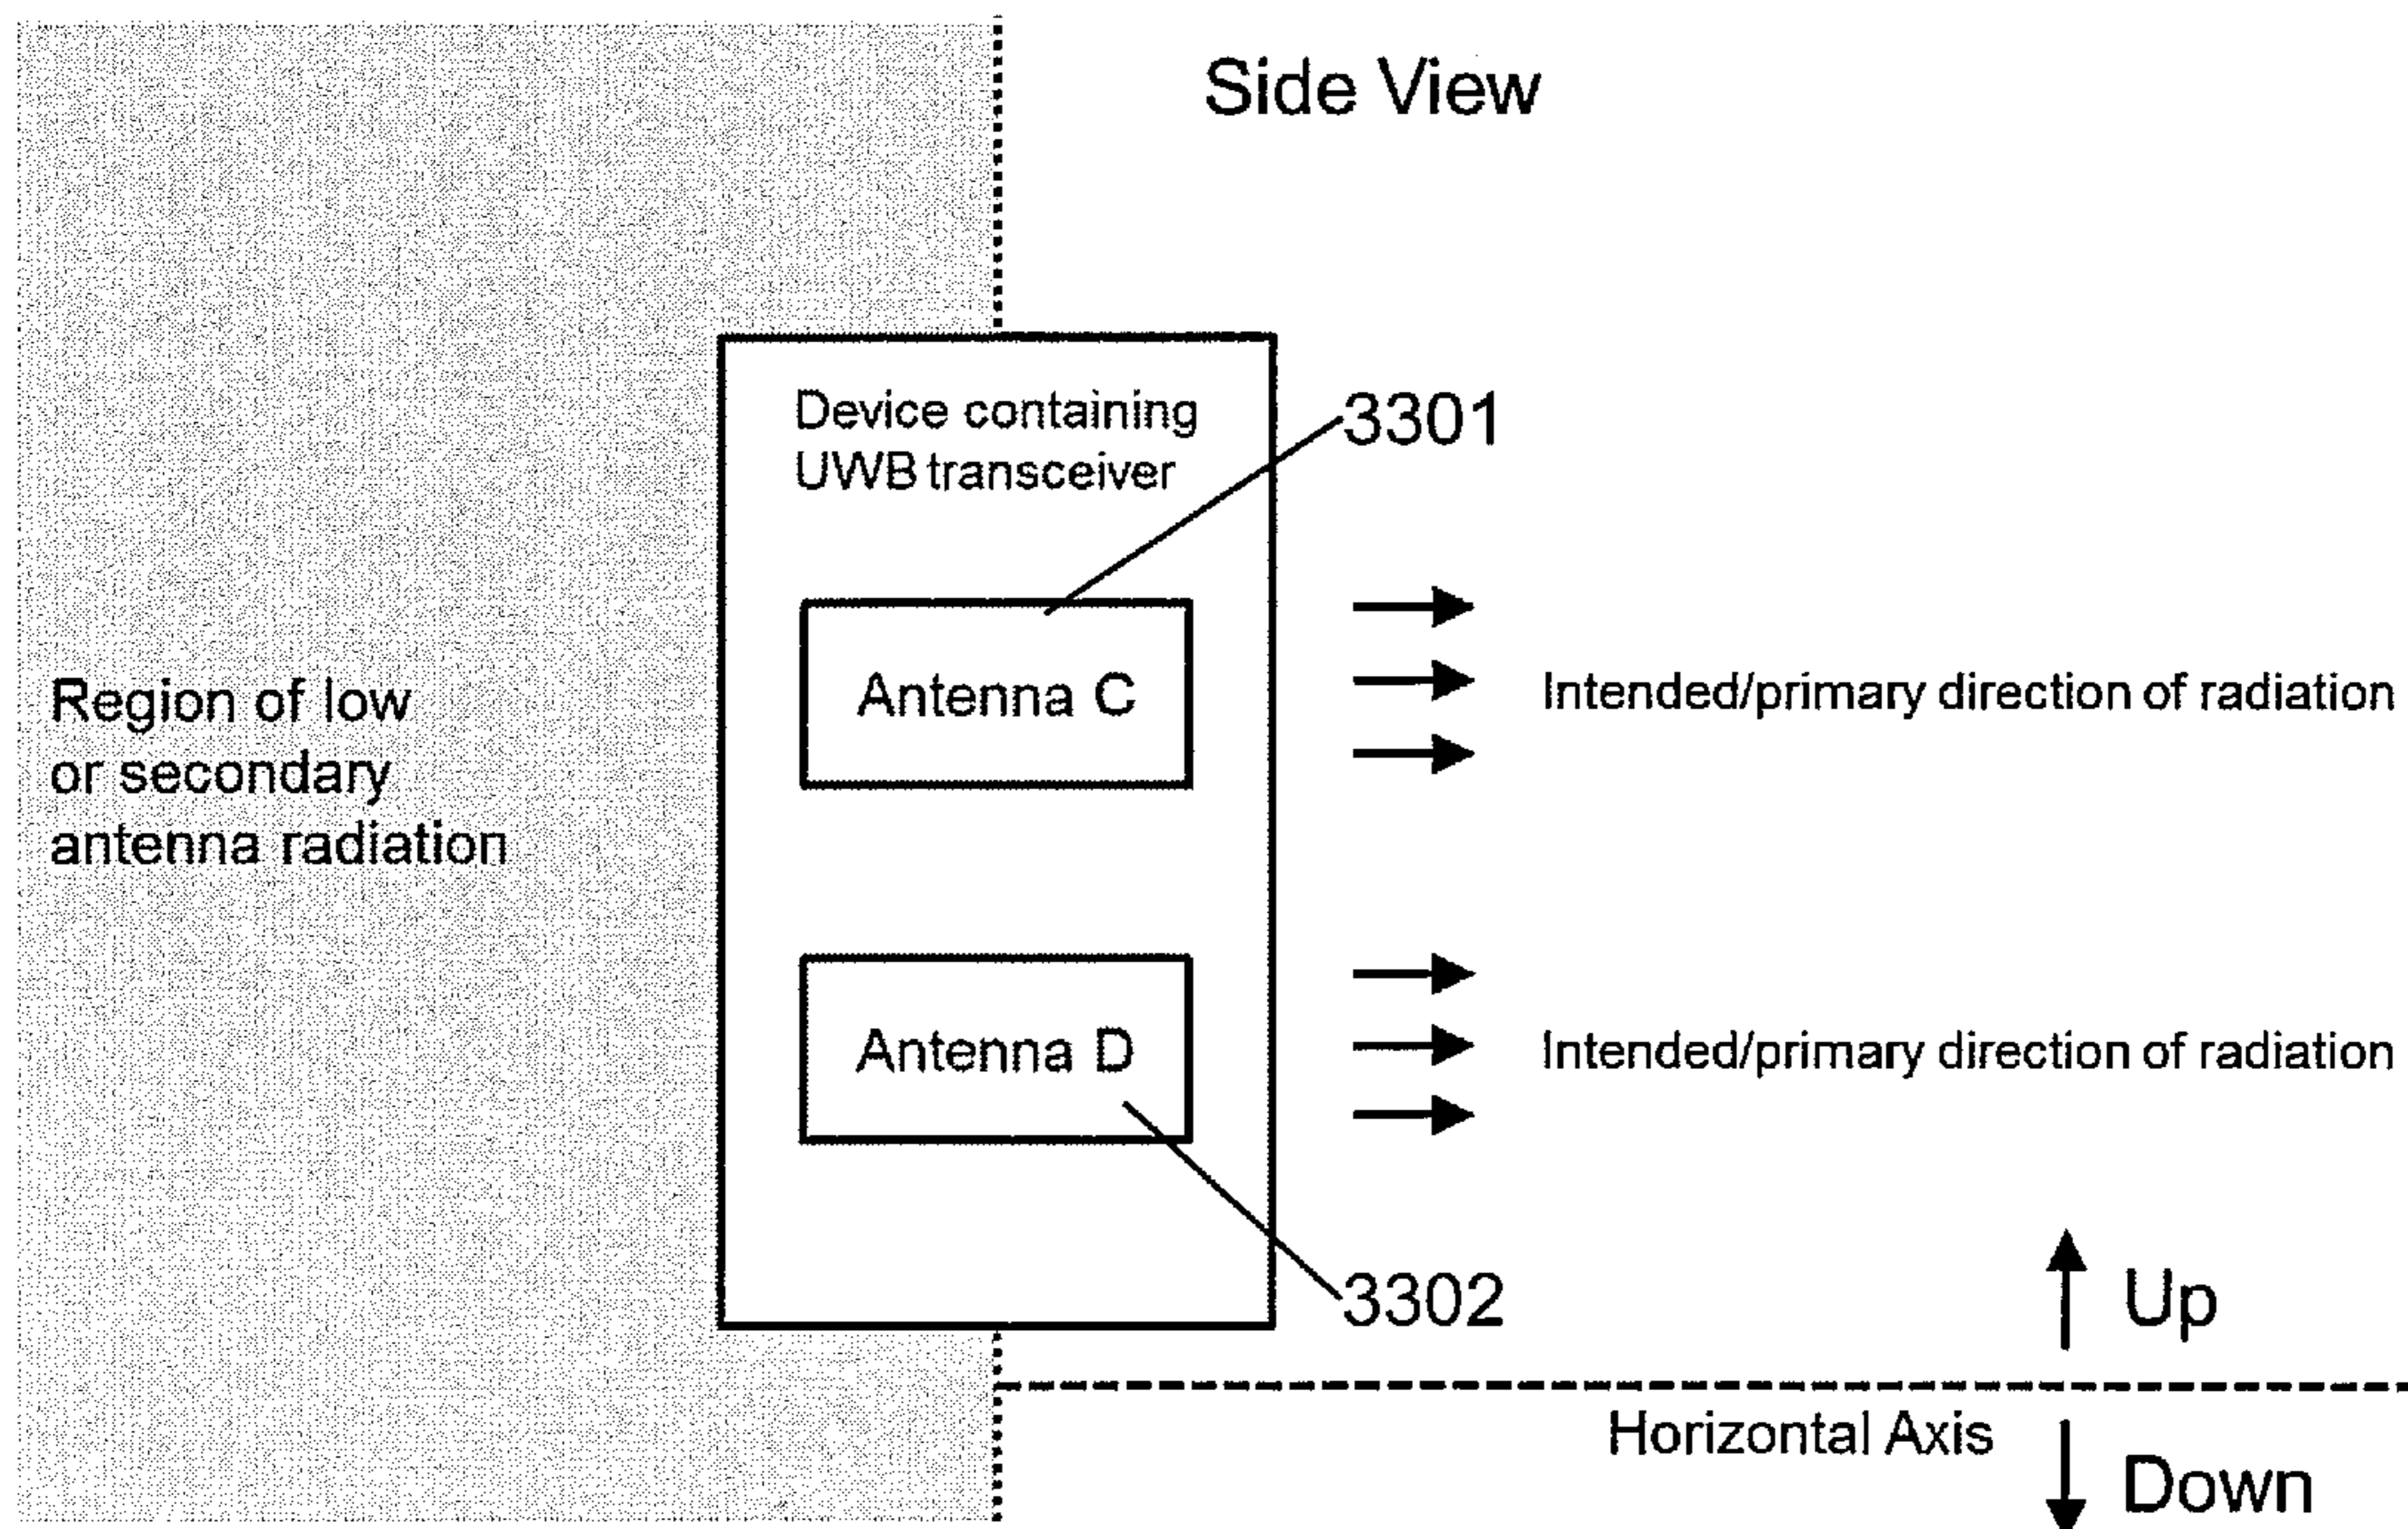 Side View
Device containing
UWB transceiver
3301
Antenna C
Intended/primary direction of radiation
Region of low
or secondary
antenna radiation
Antenna D
Intended/primary direction of radiation
3302
Up
Horizontal Axis
Down